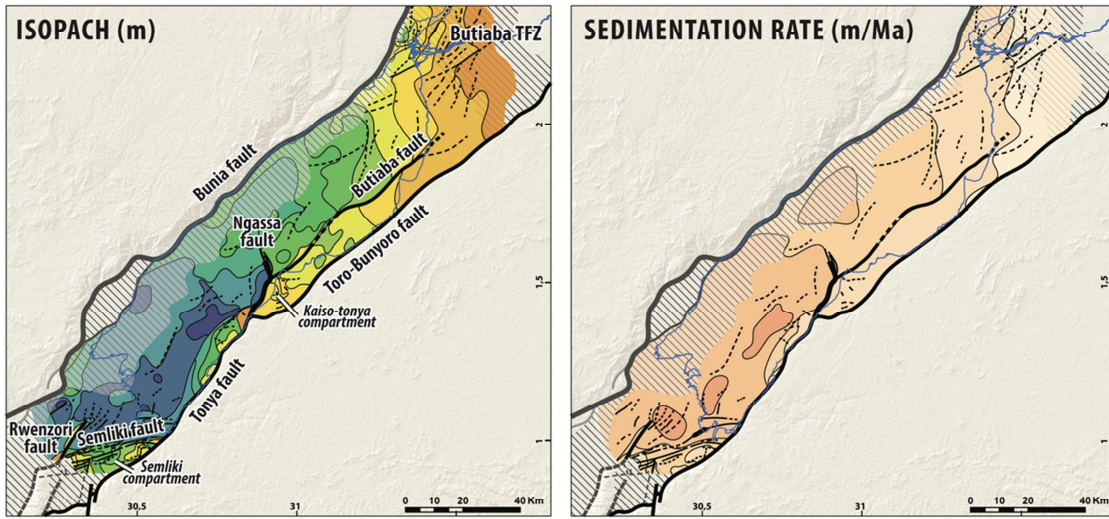 ISOPACH (m)
Butiaba TFZ
2
Bunia fault
Butiaba fault
Ngassa
fault
Toro-Bunyoro fault
1,5
Kaiso-tonya
compartment
Tonya fault
Rwenzori
fault
Semliki fault
1
Semliki
compartment
30,5
31
0 10 20 40 Km
SEDIMENTATION RATE (m/Ma)
2
1,5
1
30,5
31
0 10 20 40 Km